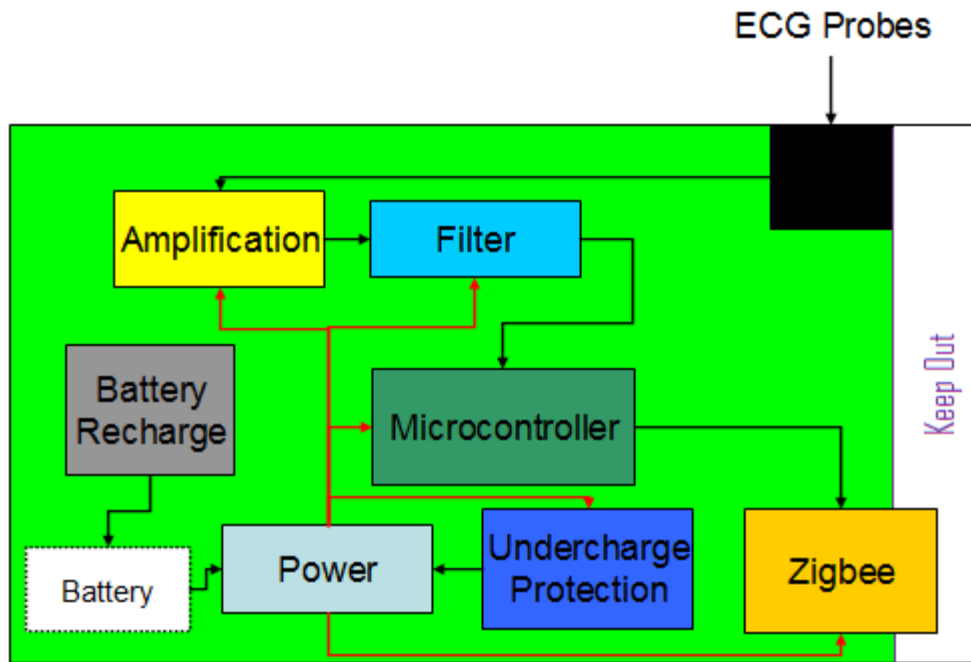 ECG Probes
Amplification
Filter
Battery
Recharge
Microcontroller
Keep Out
Battery
Power
Undercharge
Protection
Zigbee